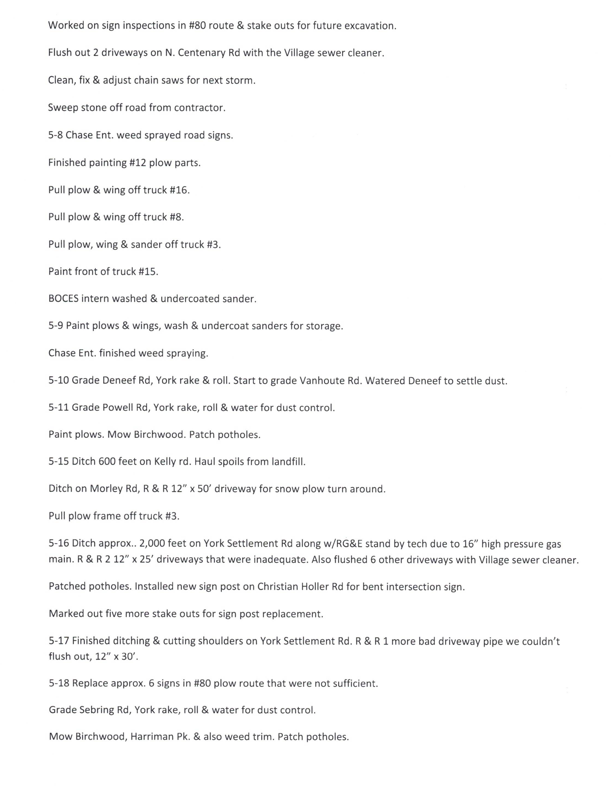 Worked on sign inspections in #80 route & stake outs for future excavation.
Flush out 2 driveways on N. Centenary Rd with the Village sewer cleaner.
Clean, fix & adjust chain saws for next storm.
Sweep stone off road from contractor.
5-8 Chase Ent. weed sprayed road signs.
Finished painting #12 plow parts.
Pull plow & wing off truck #16.
Pull plow & wing off truck #8.
Pull plow, wing & sander off truck #3.
Paint front of truck #15.
BOCES intern washed & undercoated sander.
5-9 Paint plows & wings, wash & undercoat sanders for storage.
Chase Ent. finished weed spraying.
5-10 Grade Deneef Rd, York rake & roll. Start to grade Vanhoute Rd. Watered Deneef to settle dust.
5-11 Grade Powell Rd, York rake, roll & water for dust control.
Paint plows. Mow Birchwood. Patch potholes.
5-15 Ditch 600 feet on Kelly rd. Haul spoils from landfill.
Ditch on Morley Rd, R & R 12" x 50' driveway for snow plow turn around.
Pull plow frame off truck #3.
5-16 Ditch approx.. 2,000 feet on York Settlement Rd along w/RG&E stand by tech due to 16" high pressure gas
main. R & R 2 12" x 25' driveways that were inadequate. Also flushed 6 other driveways with Village sewer cleaner.
Patched potholes. Installed new sign post on Christian Holler Rd for bent intersection sign.
Marked out five more stake outs for sign post replacement.
5-17 Finished ditching & cutting shoulders on York Settlement Rd. R & R 1 more bad driveway pipe we couldn't
flush out, 12" x 30'.
5-18 Replace approx. 6 signs in #80 plow route that were not sufficient.
Grade Sebring Rd, York rake, roll & water for dust control.
Mow Birchwood, Harriman Pk. & also weed trim. Patch potholes.